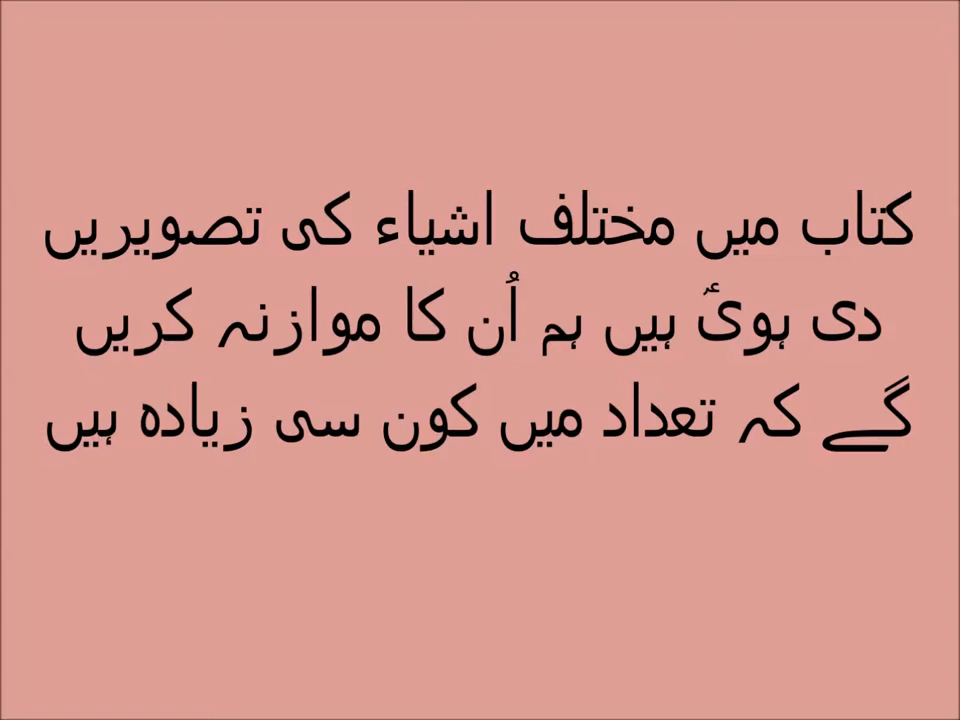 کتاب میں مختلف اشیاء کی تصویریں
دی ہویٔ ہیں ہم اُن کا موازنہ کریں
گے کہ تعداد میں کون سی زیادہ ہیں